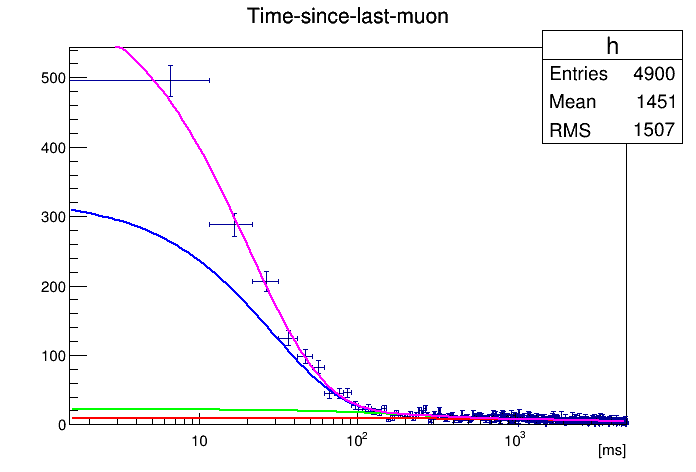 Time-since-last-muon
h
Entries 4900
Mean 1451
RMS 1507
500
400
300
200
100
0
10 10² 10³
[ms]